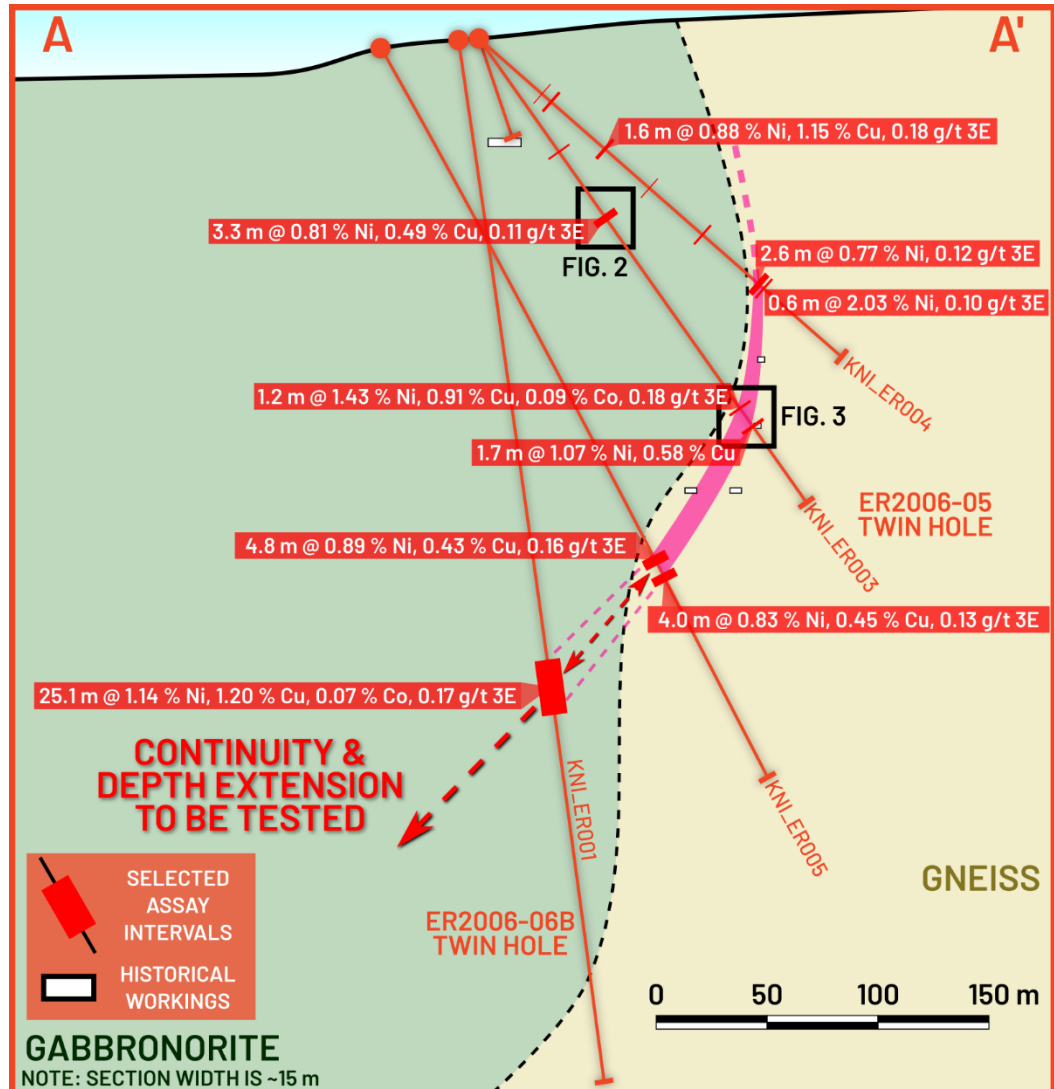 A
A'
1.6 m @ 0.88 % Ni, 1.15 % Cu, 0.18 g/t 3E
3.3 m @ 0.81 % Ni, 0.49 % Cu, 0.11 g/t 3E
FIG. 2
2.6 m @ 0.77 % Ni, 0.12 g/t 3E
0.6 m @ 2.03 % Ni, 0.10 g/t 3E
KNI_ER004
1.2 m @ 1.43 % Ni, 0.91 % Cu, 0.09 % Co, 0.18 g/t 3E
FIG. 3
1.7 m @ 1.07 % Ni, 0.58 % Cu
ER2006-05
TWIN HOLE
KNI_ER003
4.8 m @ 0.89 % Ni, 0.43 % Cu, 0.16 g/t 3E
4.0 m @ 0.83 % Ni, 0.45 % Cu, 0.13 g/t 3E
25.1 m @ 1.14 % Ni, 1.20 % Cu, 0.07 % Co, 0.17 g/t 3E
CONTINUITY &
DEPTH EXTENSION
TO BE TESTED
KNI_ER001
KNI_ER005
GNEISS
SELECTED
ASSAY
INTERVALS
HISTORICAL
WORKINGS
ER2006-06B
TWIN HOLE
0 50 100 150 m
GABBRONORITE
NOTE: SECTION WIDTH IS ~15 m